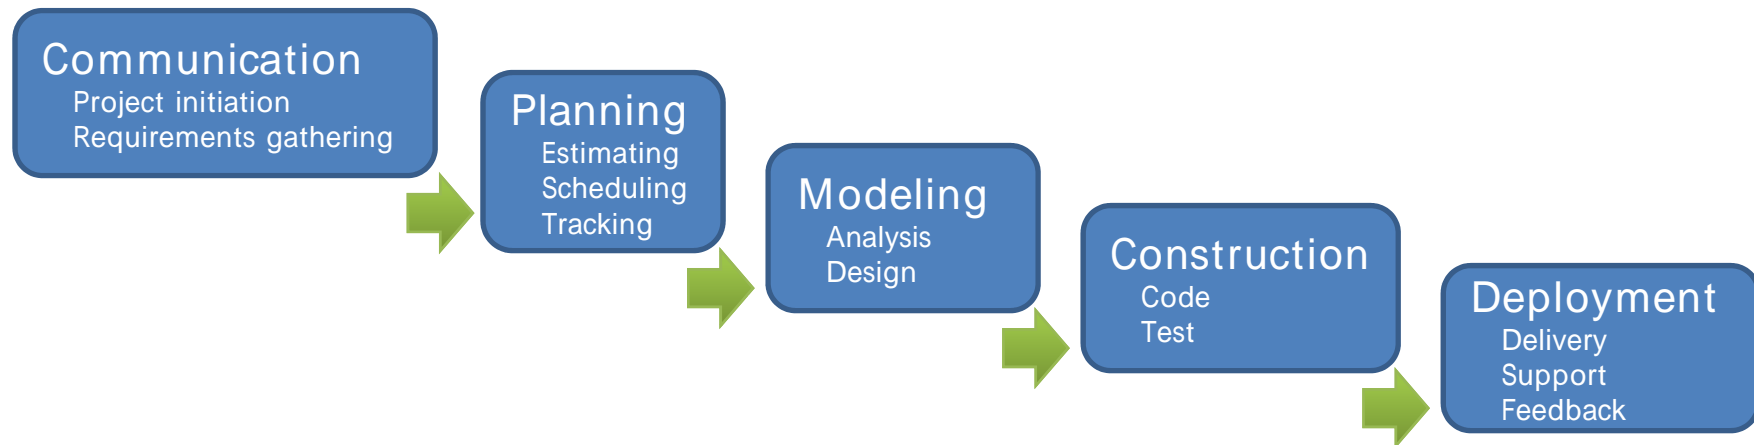 Communication
Project initiation
Requirements gathering
Planning
Estimating
Scheduling
Tracking
Modeling
Analysis
Design
Construction
Code
Test
Deployment
Delivery
Support
Feedback